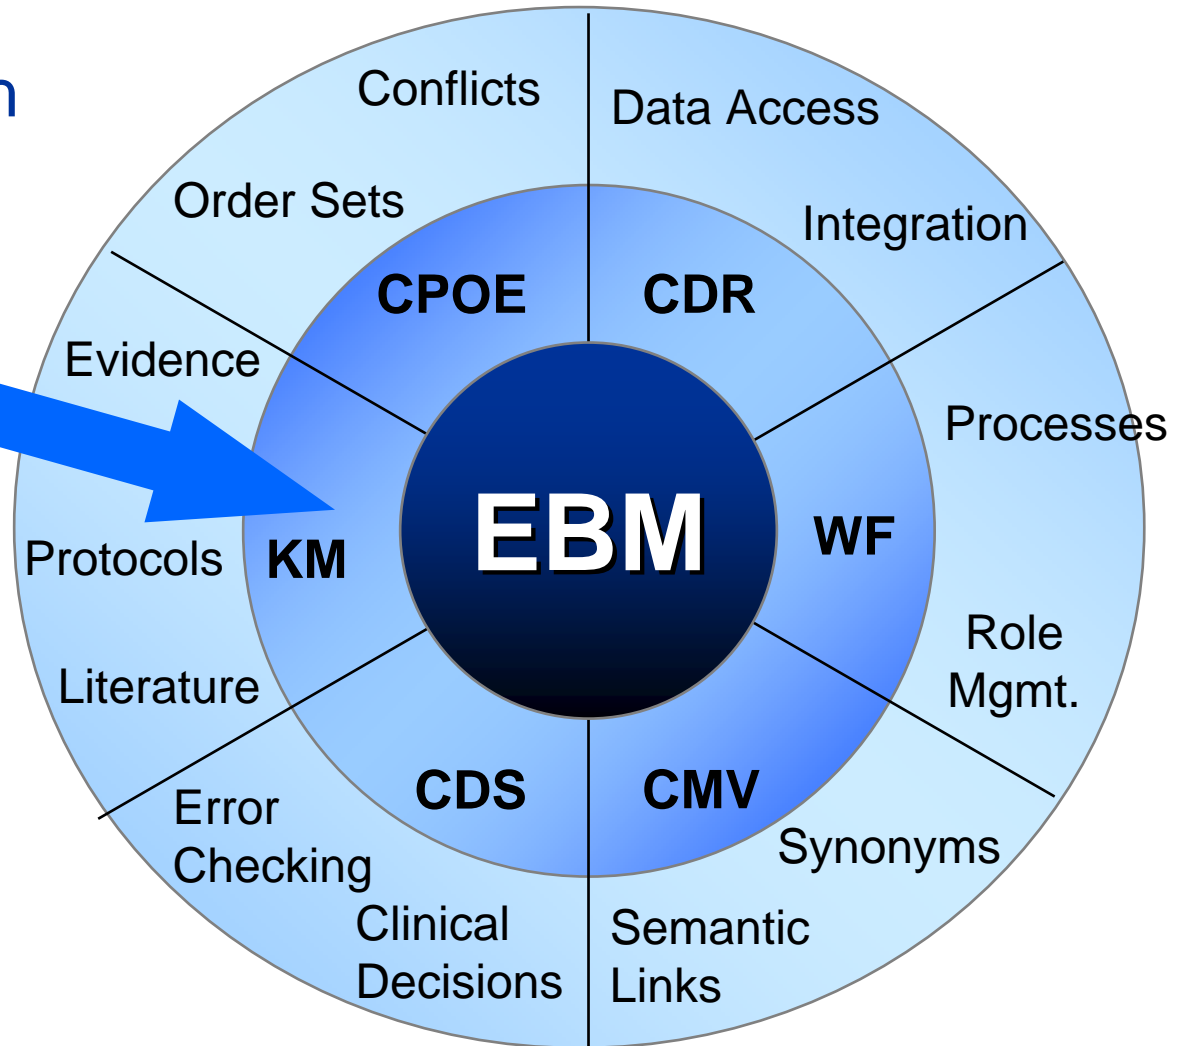 n
Conflicts
Data Access
Order Sets
Integration
CPOE
CDR
Evidence
Processes
EBM
WF
Protocols
KM
Role
Mgmt.
Literature
CDS
CMV
Error
Checking
Synonyms
Clinical
Decisions
Semantic
Links